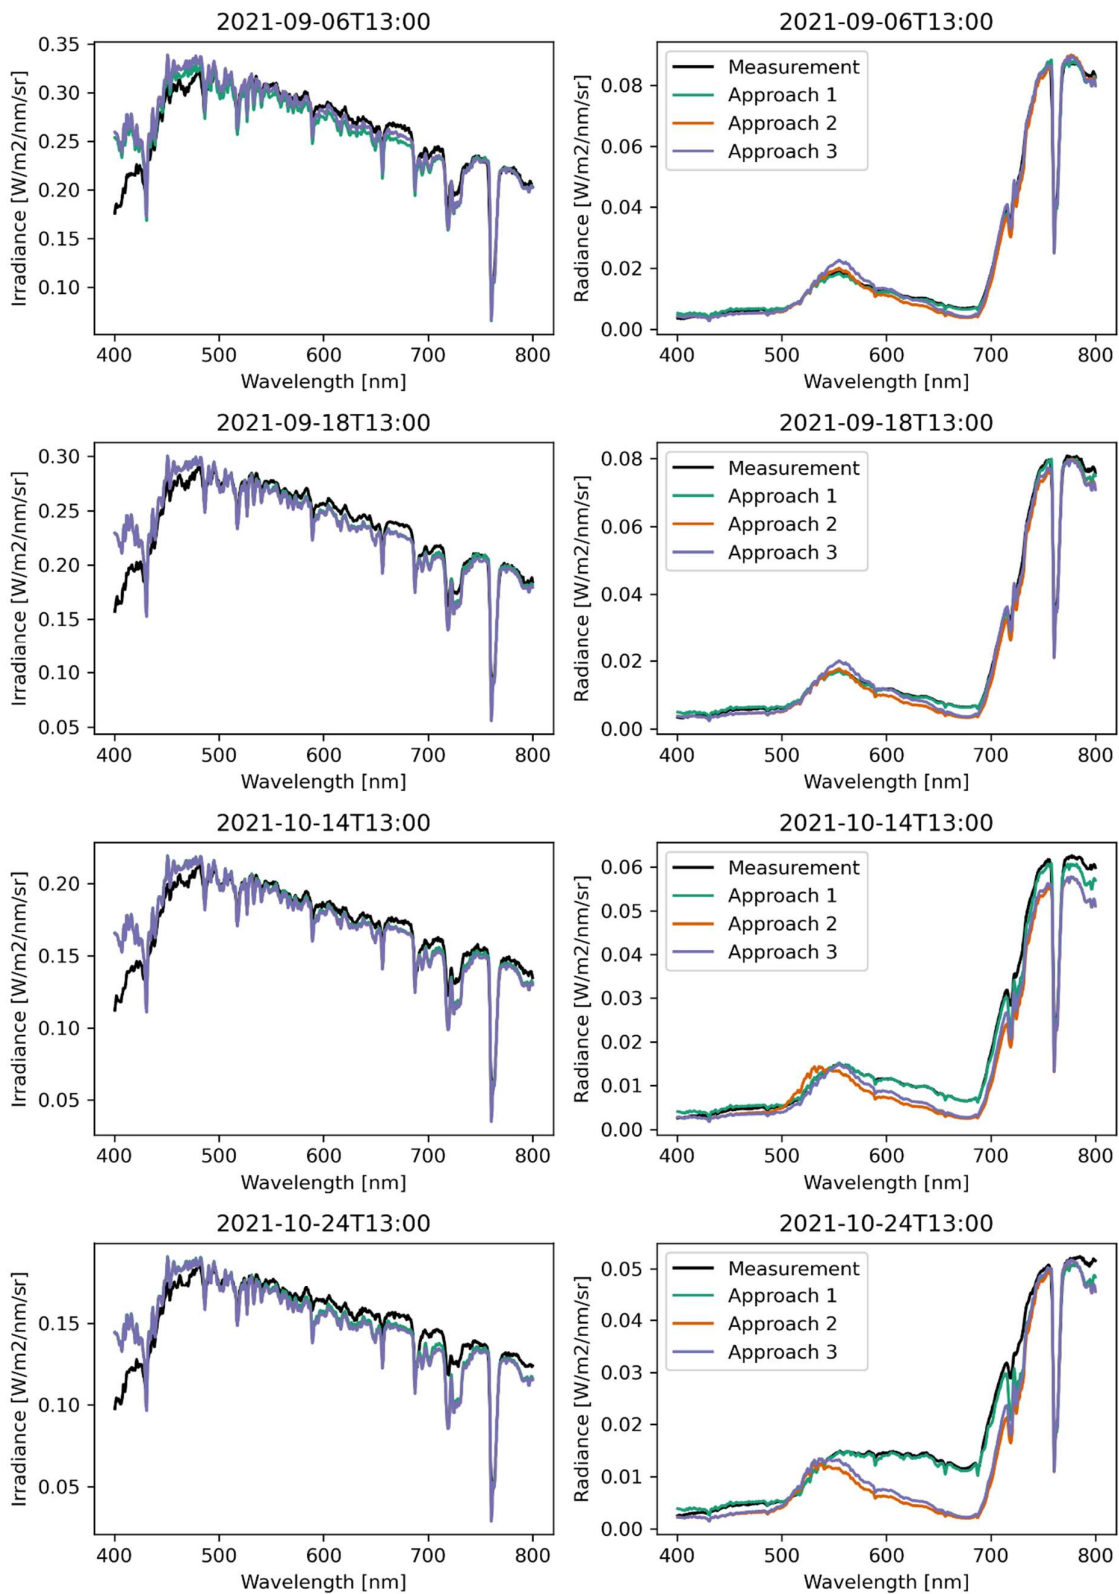 2021-09-06T13:00
Irradiance [W/m2/nm/sr]
0.35
0.30
0.25
0.20
0.15
0.10
400 500 600 700 800
Wavelength [nm]
2021-09-06T13:00
Radiance [W/m2/nm/sr]
0.08
0.06
0.04
0.02
0.00
Measurement
Approach 1
Approach 2
Approach 3
400 500 600 700 800
Wavelength [nm]
2021-09-18T13:00
Irradiance [W/m2/nm/sr]
0.30
0.25
0.20
0.15
0.10
0.05
400 500 600 700 800
Wavelength [nm]
2021-09-18T13:00
Radiance [W/m2/nm/sr]
0.08
0.06
0.04
0.02
0.00
Measurement
Approach 1
Approach 2
Approach 3
400 500 600 700 800
Wavelength [nm]
2021-10-14T13:00
Irradiance [W/m2/nm/sr]
0.20
0.15
0.10
0.05
400 500 600 700 800
Wavelength [nm]
2021-10-14T13:00
Radiance [W/m2/nm/sr]
0.06
0.05
0.04
0.03
0.02
0.01
0.00
Measurement
Approach 1
Approach 2
Approach 3
400 500 600 700 800
Wavelength [nm]
2021-10-24T13:00
Irradiance [W/m2/nm/sr]
0.15
0.10
0.05
400 500 600 700 800
Wavelength [nm]
2021-10-24T13:00
Radiance [W/m2/nm/sr]
0.05
0.04
0.03
0.02
0.01
0.00
Measurement
Approach 1
Approach 2
Approach 3
400 500 600 700 800
Wavelength [nm]